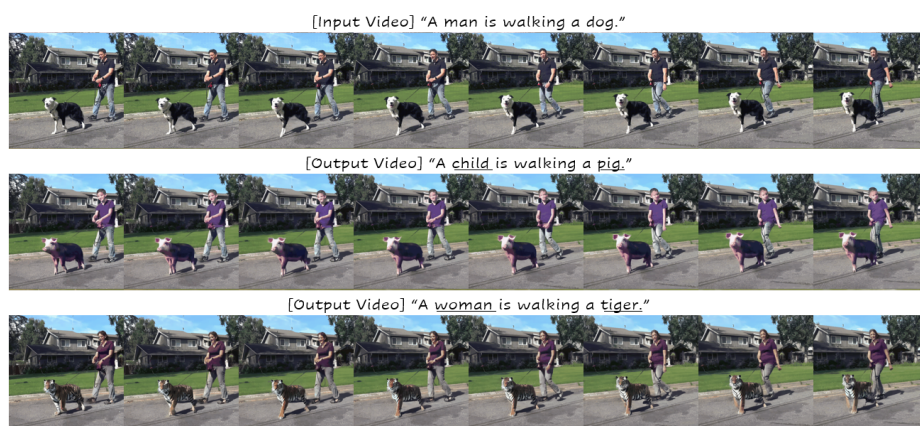 [Input Video] “A man is walking a dog.”
[Output Video] “A child is walking a pig.”
[Output Video] “A woman is walking a tiger.”